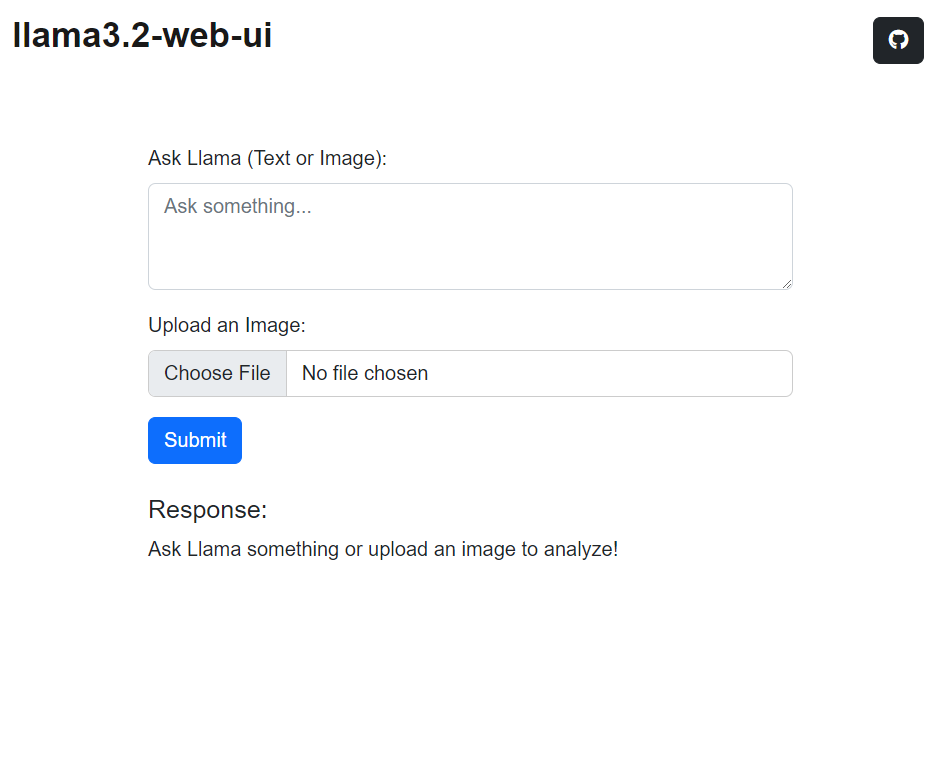 llama3.2-web-ui
Ask Llama (Text or Image):
Ask something...
Upload an Image:
Choose File No file chosen
Submit
Response:
Ask Llama something or upload an image to analyze!